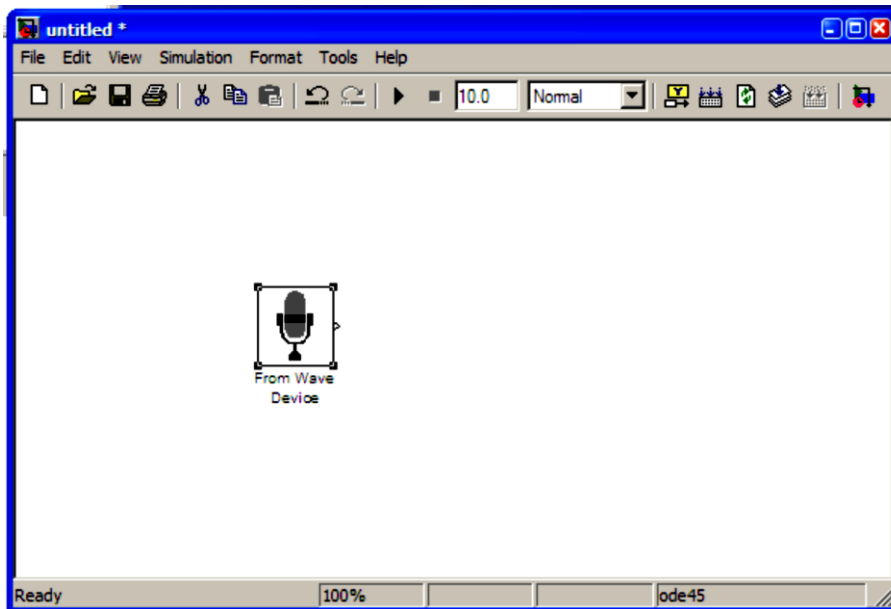 untitled *
File Edit View Simulation Format Tools Help
10.0 Normal
From Wave
Device
Ready 100% ode45